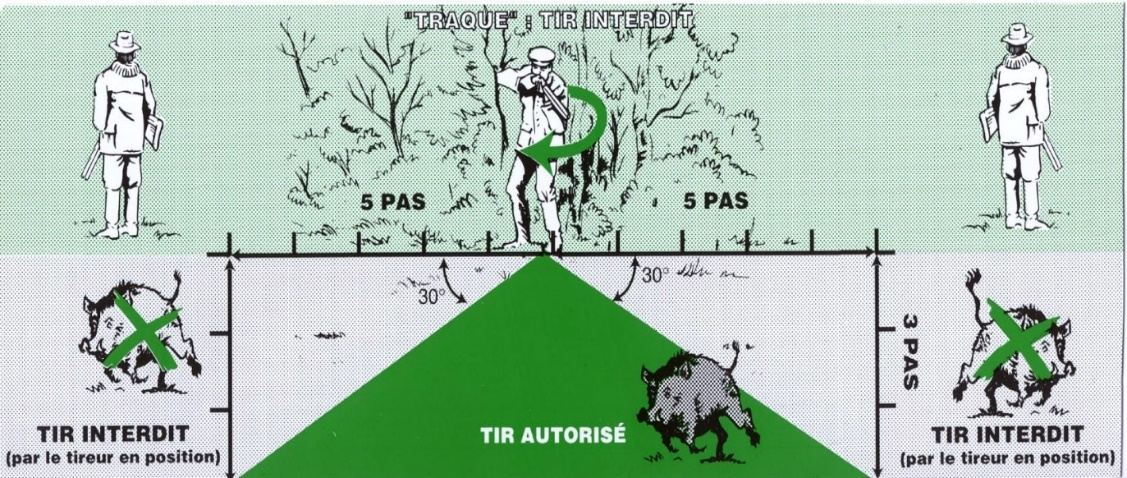 "TRAQUE" : TIR INTERDIT
5 PAS
5 PAS
30°
30°
3 PAS
TIR AUTORISÉ
TIR INTERDIT
(par le tireur en position)
TIR INTERDIT
(par le tireur en position)